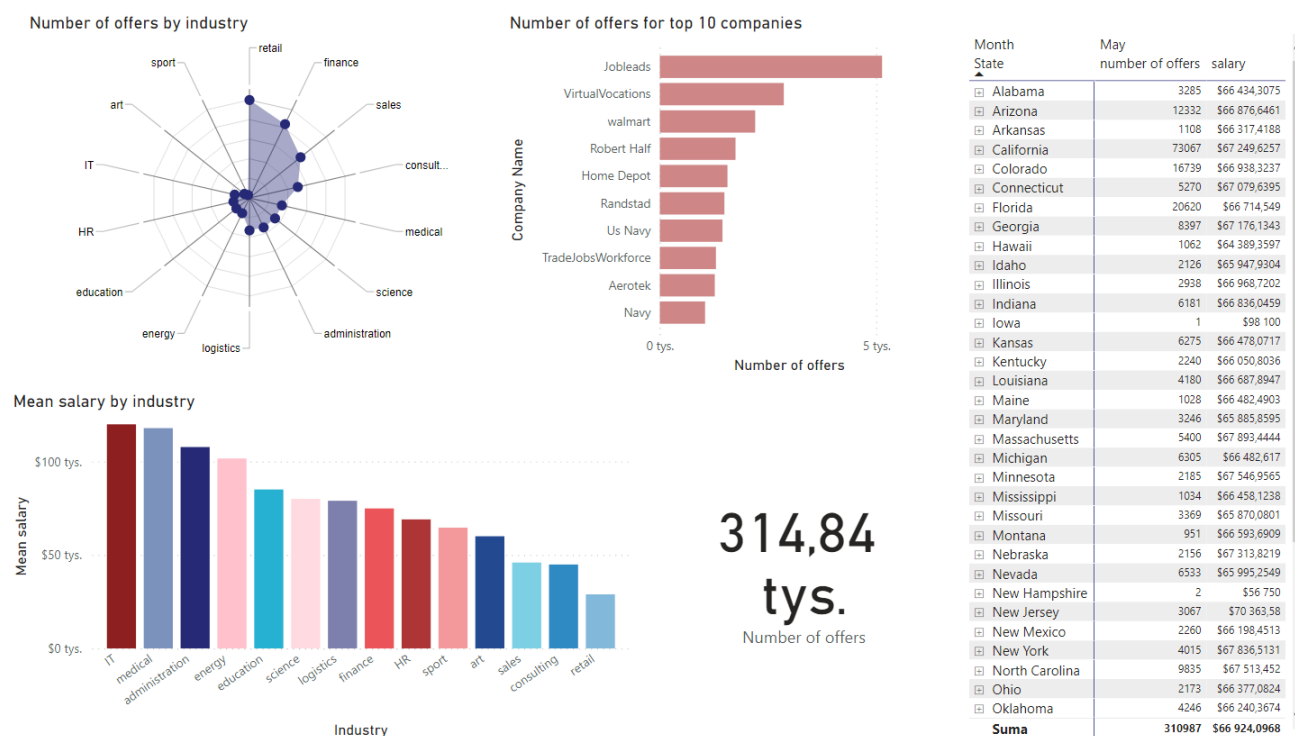 Number of offers by industry
retail
finance
sales
consult...
medical
science
administration
logistics
energy
education
HR
IT
art
sport
Number of offers for top 10 companies
Company Name
Jobleads
VirtualVocations
walmart
Robert Half
Home Depot
Randstad
Us Navy
TradeJobsWorkforce
Aerotek
Navy
0 tys. 5 tys.
Number of offers
Mean salary by industry
Mean salary
$100 tys.
$50 tys.
$0 tys.
IT medical administration energy education science logistics finance HR sport art sales consulting retail
Industry
314,84
tys.
Number of offers
Month May
State number of offers salary
Alabama 3285 $66 434,3075
Arizona 12332 $66 876,6461
Arkansas 1108 $66 317,4188
California 73067 $67 249,6257
Colorado 16739 $66 938,3237
Connecticut 5270 $67 079,6395
Florida 20620 $66 714,549
Georgia 8397 $67 176,1343
Hawaii 1062 $64 389,3597
Idaho 2126 $65 947,9304
Illinois 2938 $66 968,7202
Indiana 6181 $66 836,0459
Iowa 1 $98 100
Kansas 6275 $66 478,0717
Kentucky 2240 $66 050,8036
Louisiana 4180 $66 687,8947
Maine 1028 $66 482,4903
Maryland 3246 $65 885,8595
Massachusetts 5400 $67 893,4444
Michigan 6305 $66 482,617
Minnesota 2185 $67 546,9565
Mississippi 1034 $66 458,1238
Missouri 3369 $65 870,0801
Montana 951 $66 593,6909
Nebraska 2156 $67 313,8219
Nevada 6533 $65 995,2549
New Hampshire 2 $56 750
New Jersey 3067 $70 363,58
New Mexico 2260 $66 198,4513
New York 4015 $67 836,5131
North Carolina 9835 $67 513,452
Ohio 2173 $66 377,0824
Oklahoma 4246 $66 240,3674
Suma 310987 $66 924,0968